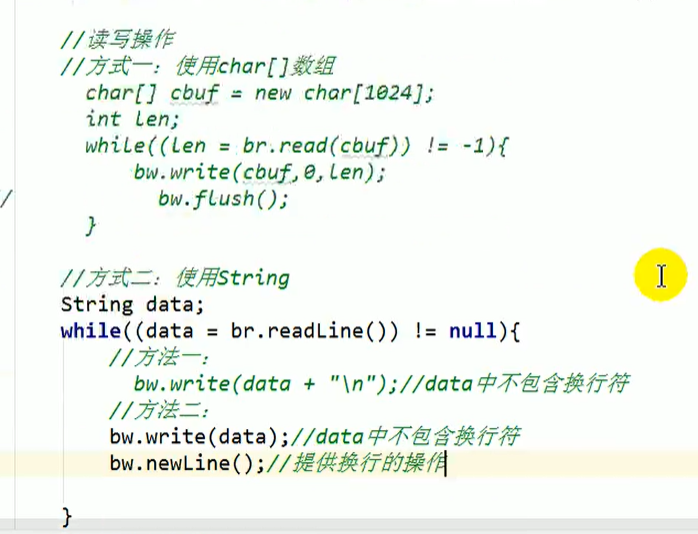 //读写操作
//方式一：使用char[]数组
char[] cbuf = new char[1024];
int len;
while((len = br.read(cbuf)) != -1){
bw.write(cbuf,0,len);
/
bw.flush();
}
//方式二：使用String
String data;
while((data = br.readLine()) != null){
//方法一：
bw.write(data + "\n");//data中不包含换行符
//方法二：
bw.write(data);//data中不包含换行符
bw.newLine();//提供换行的操作
}